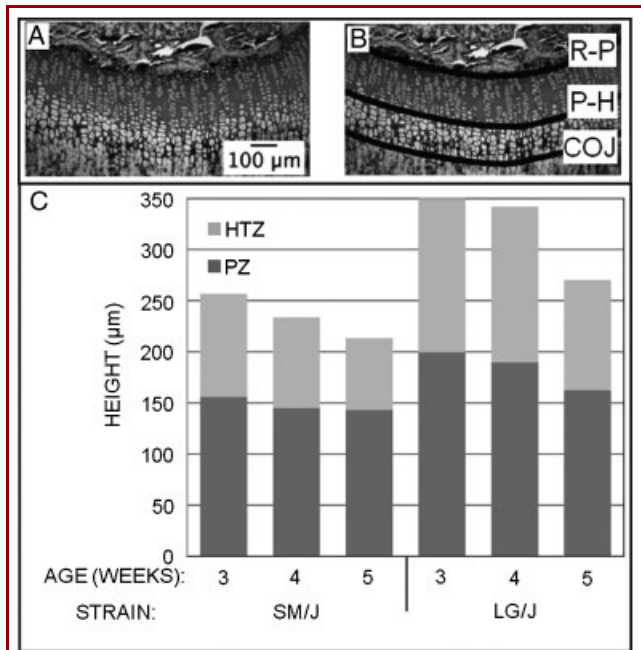 A
B
R-P
P-H
COJ
100 µm
C
HTZ
PZ
HEIGHT (µm)
350
300
250
200
150
100
50
0
AGE (WEEKS): 3 4 5 3 4 5
STRAIN: SM/J LG/J